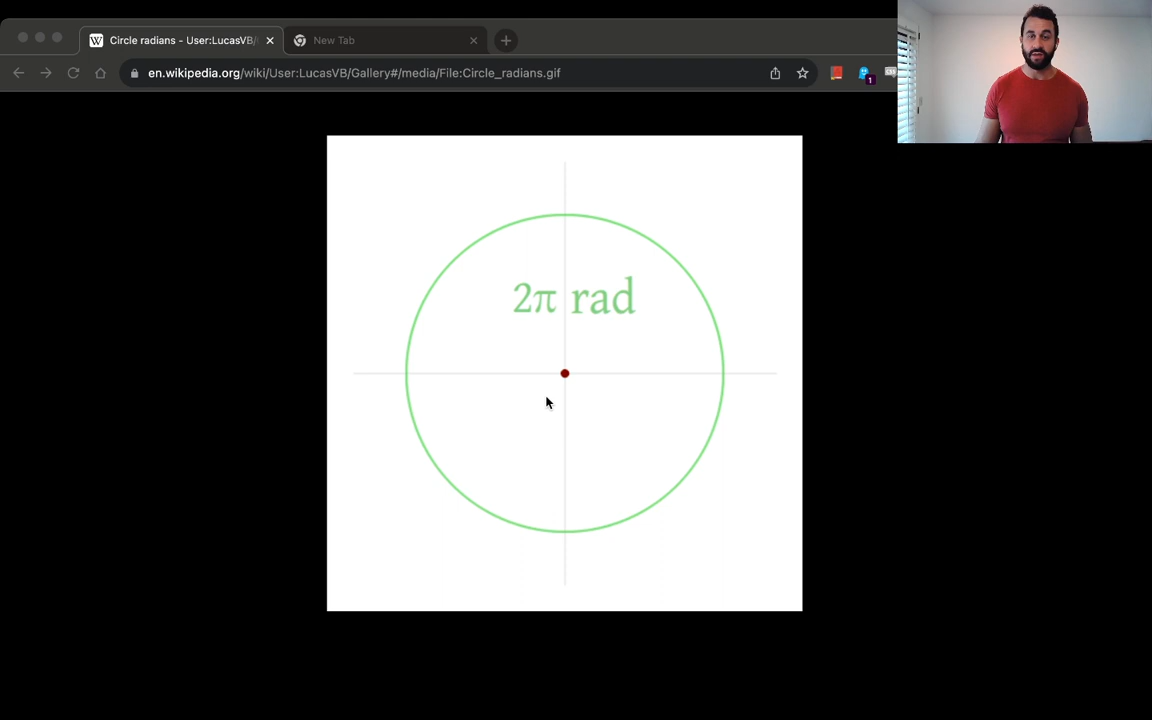 Circle radians - User:LucasVB/
New Tab
en.wikipedia.org/wiki/User:LucasVB/Gallery#/media/File:Circle_radians.gif
1
2π rad